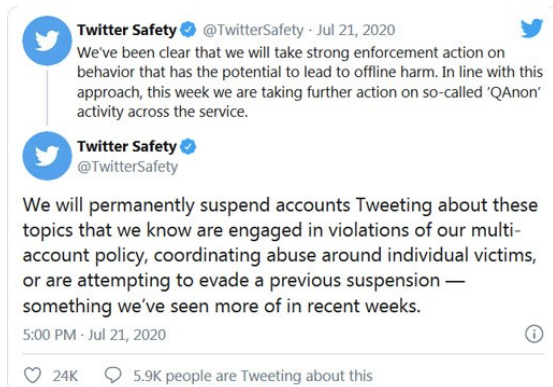 Twitter Safety @TwitterSafety · Jul 21, 2020
We've been clear that we will take strong enforcement action on
behavior that has the potential to lead to offline harm. In line with this
approach, this week we are taking further action on so-called 'QAnon'
activity across the service.
Twitter Safety
@TwitterSafety
We will permanently suspend accounts Tweeting about these
topics that we know are engaged in violations of our multi-
account policy, coordinating abuse around individual victims,
or are attempting to evade a previous suspension —
something we've seen more of in recent weeks.
5:00 PM · Jul 21, 2020
24K 5.9K people are Tweeting about this